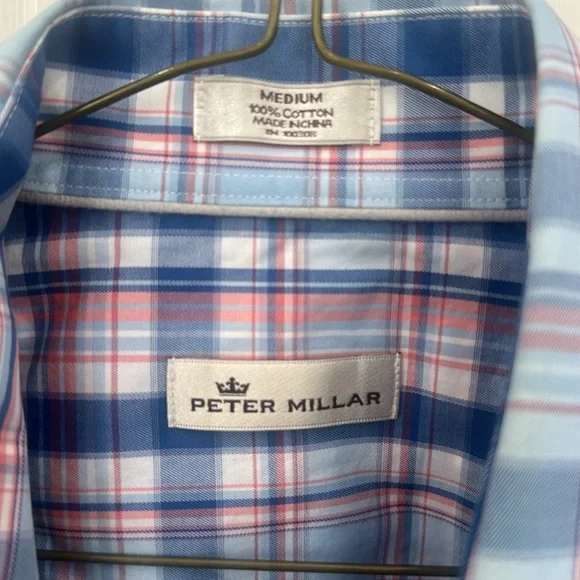 MEDIUM
100% COTTON
MADE IN CHINA
PETER MILLAR